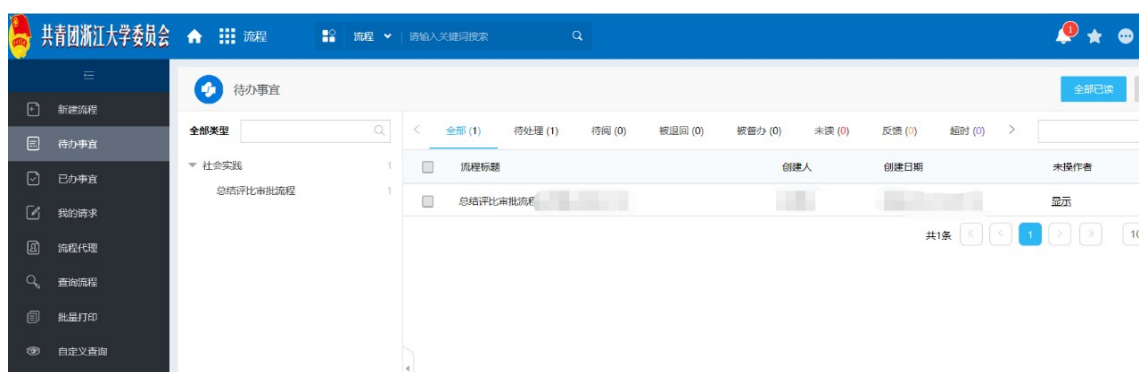 共青团浙江大学委员会
流程
流程
请输入关键词搜索
1
新建流程
待办事宜
已办事宜
我的请求
流程代理
查询流程
批量打印
自定义查询
待办事宜
全部已读
全部类型
社会实践 1
总结评比审批流程 1
全部 (1) 待处理 (1) 待阅 (0) 被退回 (0) 被督办 (0) 未读 (0) 反馈 (0) 超时 (0)
流程标题 创建人 创建日期 未操作者
总结评比审批流程 显示
共1条 1 10